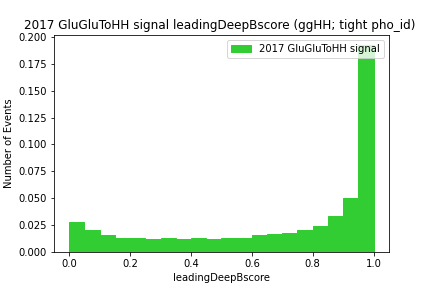 2017 GluGluToHH signal leadingDeepBscore (ggHH; tight pho_id)
2017 GluGluToHH signal
Number of Events
0.200
0.175
0.150
0.125
0.100
0.075
0.050
0.025
0.000
0.0 0.2 0.4 0.6 0.8 1.0
leadingDeepBscore